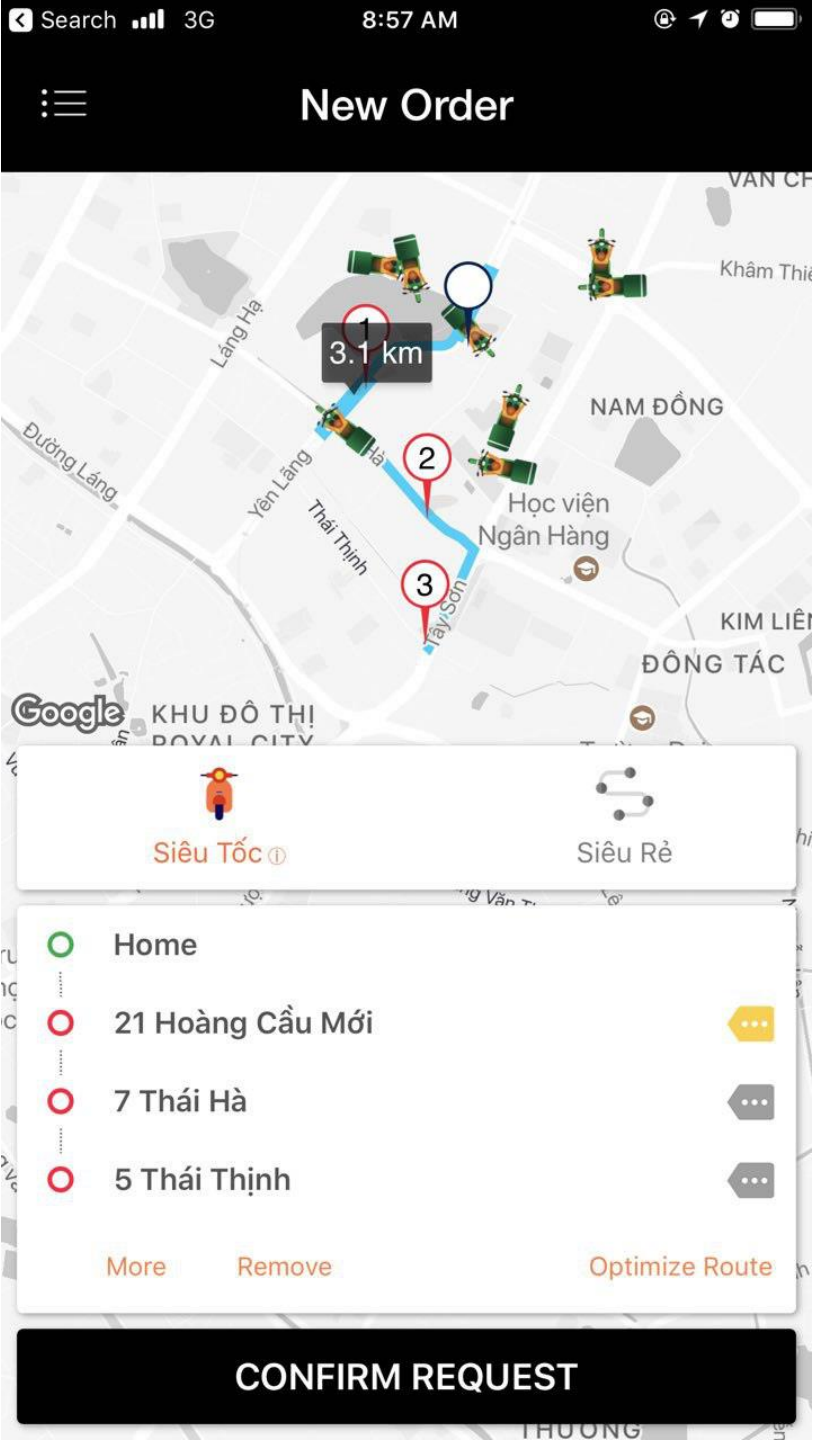 Search 3G 8:57 AM
New Order
VAN CH
Khâm Thiê
Láng Hạ
1
3.1 km
NAM ĐỒNG
Đường Láng
Hà
2
Yên Lãng
Học viện
Ngân Hàng
Thái Thịnh
3
Tây Sơn
KIM LIÊN
ĐÔNG TÁC
Google
KHU ĐÔ THỊ
ROYAL CITY
Siêu Tốc
Siêu Rẻ
Home
21 Hoàng Cầu Mới
7 Thái Hà
5 Thái Thịnh
More Remove Optimize Route
CONFIRM REQUEST
THƯỢNG